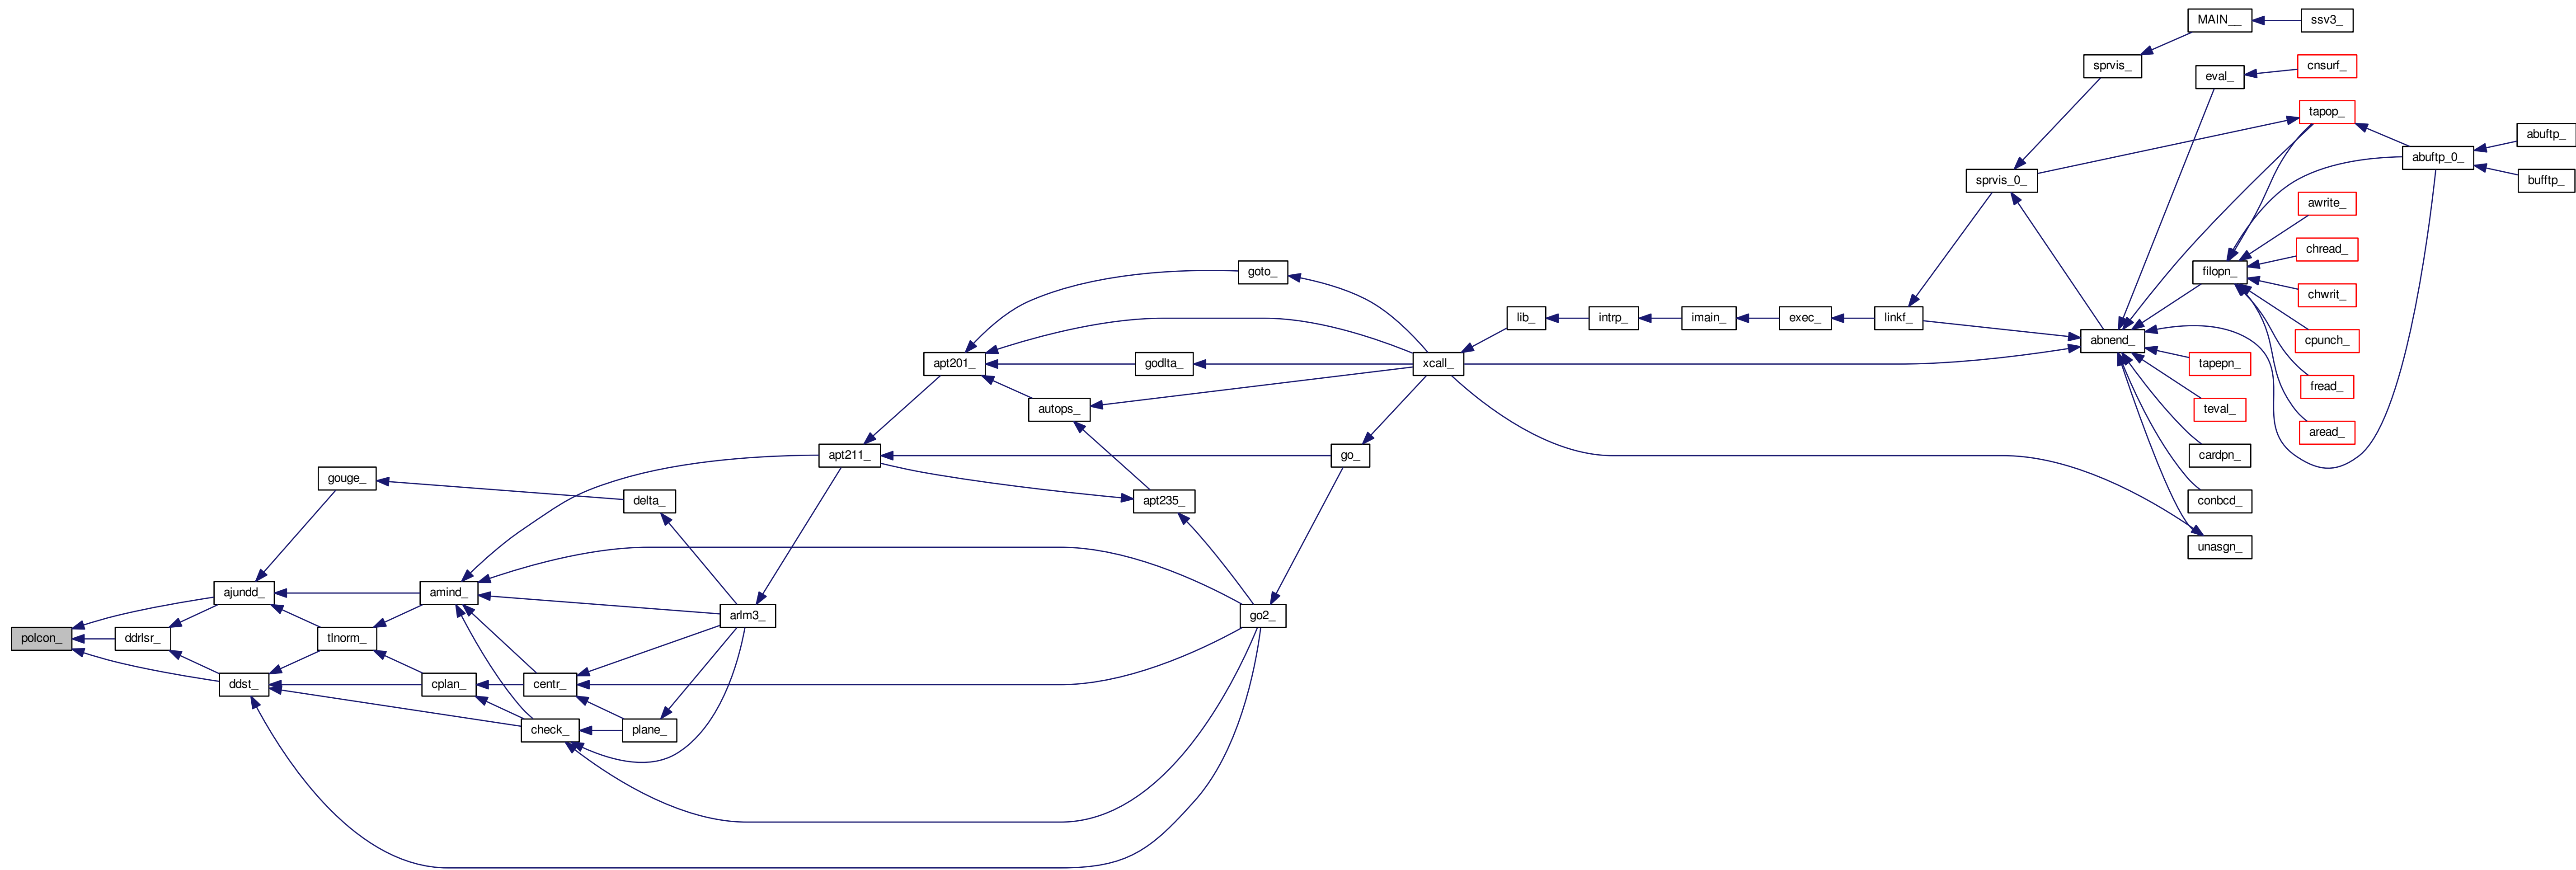 MAIN__
ssv3_
sprvis_
eval_
cnsurf_
tapop_
abuftp_
abuftp_0_
sprvis_0_
bufftp_
awrite_
chread_
goto_
filopn_
chwrit_
lib_
intrp_
imain_
exec_
linkf_
abnend_
cpunch_
apt201_
godlta_
xcall_
tapepn_
fread_
autops_
teval_
aread_
apt211_
go_
cardpn_
gouge_
delta_
apt235_
conbcd_
unasgn_
ajundd_
amind_
arlm3_
go2_
polcon_
ddrlsr_
tlnorm_
ddst_
cplan_
centr_
check_
plane_